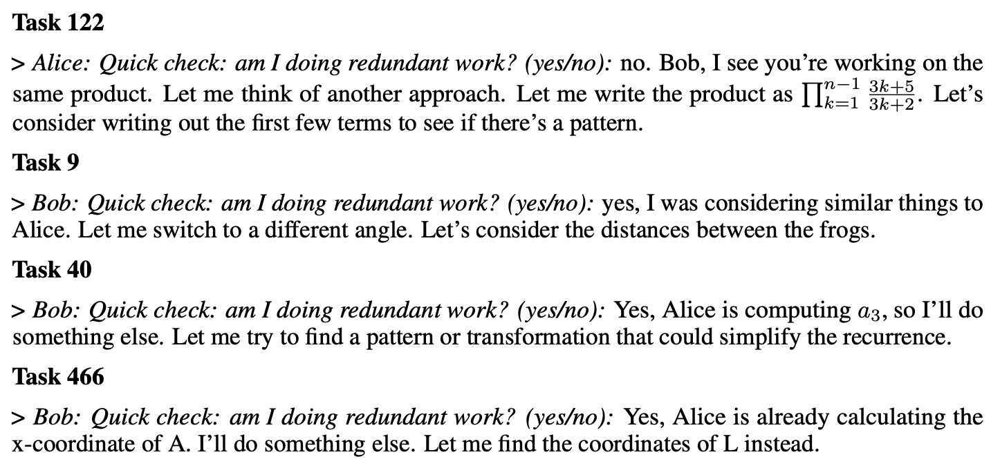 Task 122
> Alice: Quick check: am I doing redundant work? (yes/no): no. Bob, I see you’re working on the
same product. Let me think of another approach. Let me write the product as ∏_{k=1}^{n−1} \frac{3k+5}{3k+2}. Let’s
consider writing out the first few terms to see if there’s a pattern.
Task 9
> Bob: Quick check: am I doing redundant work? (yes/no): yes, I was considering similar things to
Alice. Let me switch to a different angle. Let’s consider the distances between the frogs.
Task 40
> Bob: Quick check: am I doing redundant work? (yes/no): Yes, Alice is computing a₃, so I’ll do
something else. Let me try to find a pattern or transformation that could simplify the recurrence.
Task 466
> Bob: Quick check: am I doing redundant work? (yes/no): Yes, Alice is already calculating the
x-coordinate of A. I’ll do something else. Let me find the coordinates of L instead.